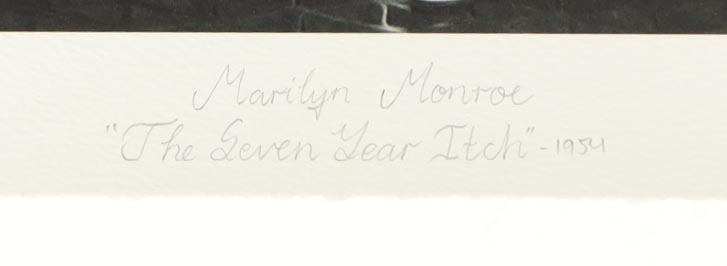 Marilyn Monroe
"The Seven Year Itch" - 1954